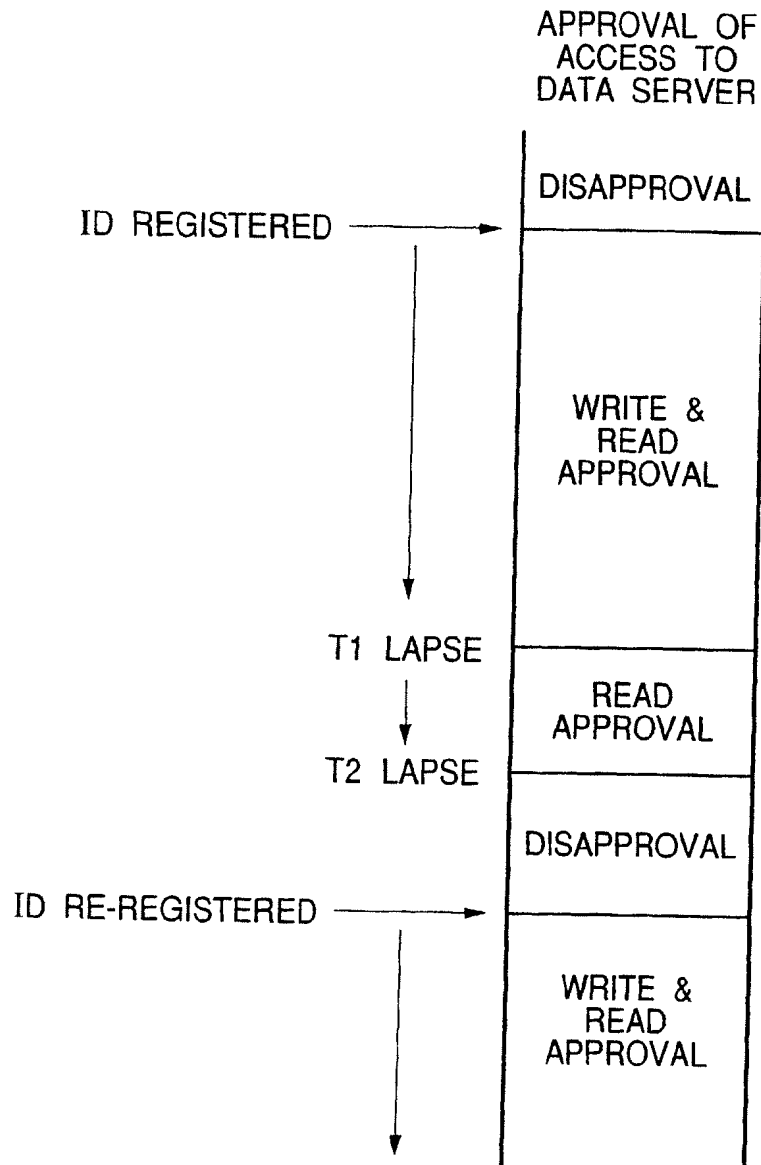 APPROVAL OF
ACCESS TO
DATA SERVER
DISAPPROVAL
ID REGISTERED
WRITE &
READ
APPROVAL
T1 LAPSE
READ
APPROVAL
T2 LAPSE
DISAPPROVAL
ID RE-REGISTERED
WRITE &
READ
APPROVAL